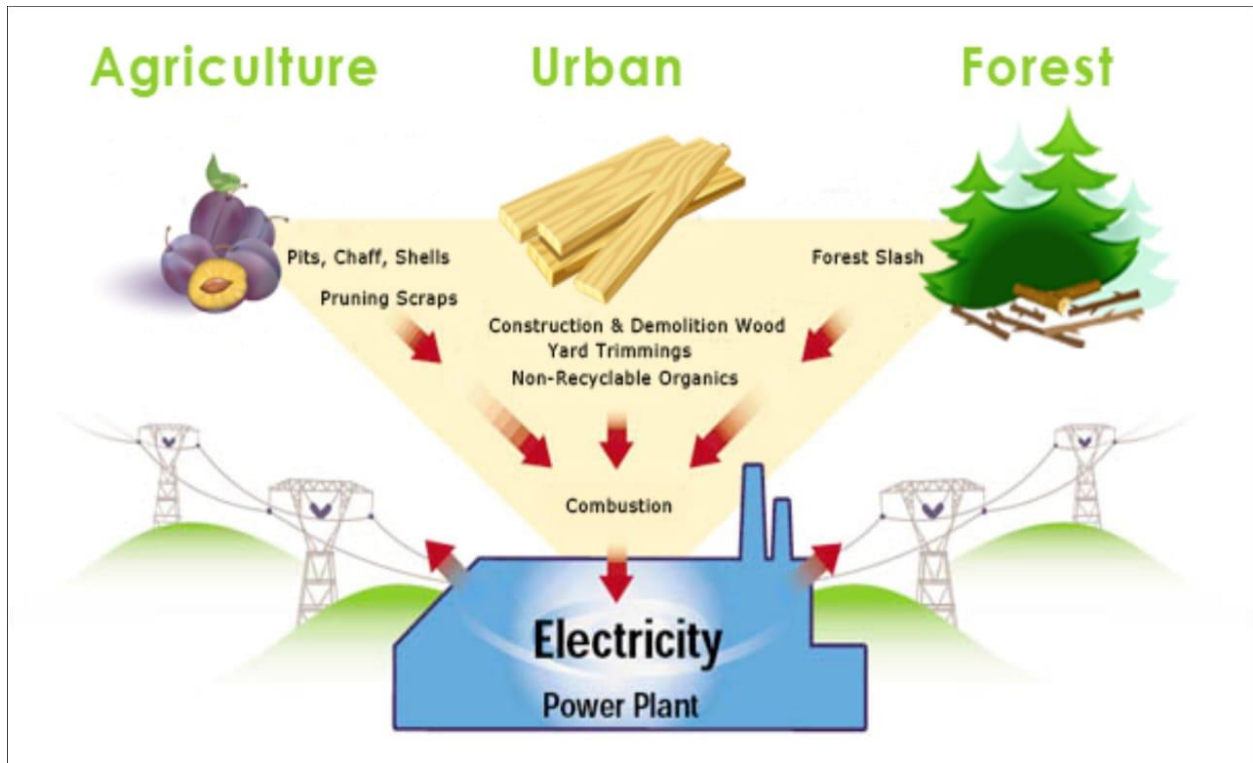 Agriculture
Urban
Forest
Pits, Chaff, Shells
Pruning Scraps
Construction & Demolition Wood
Yard Trimmings
Non-Recyclable Organics
Forest Slash
Combustion
Electricity
Power Plant